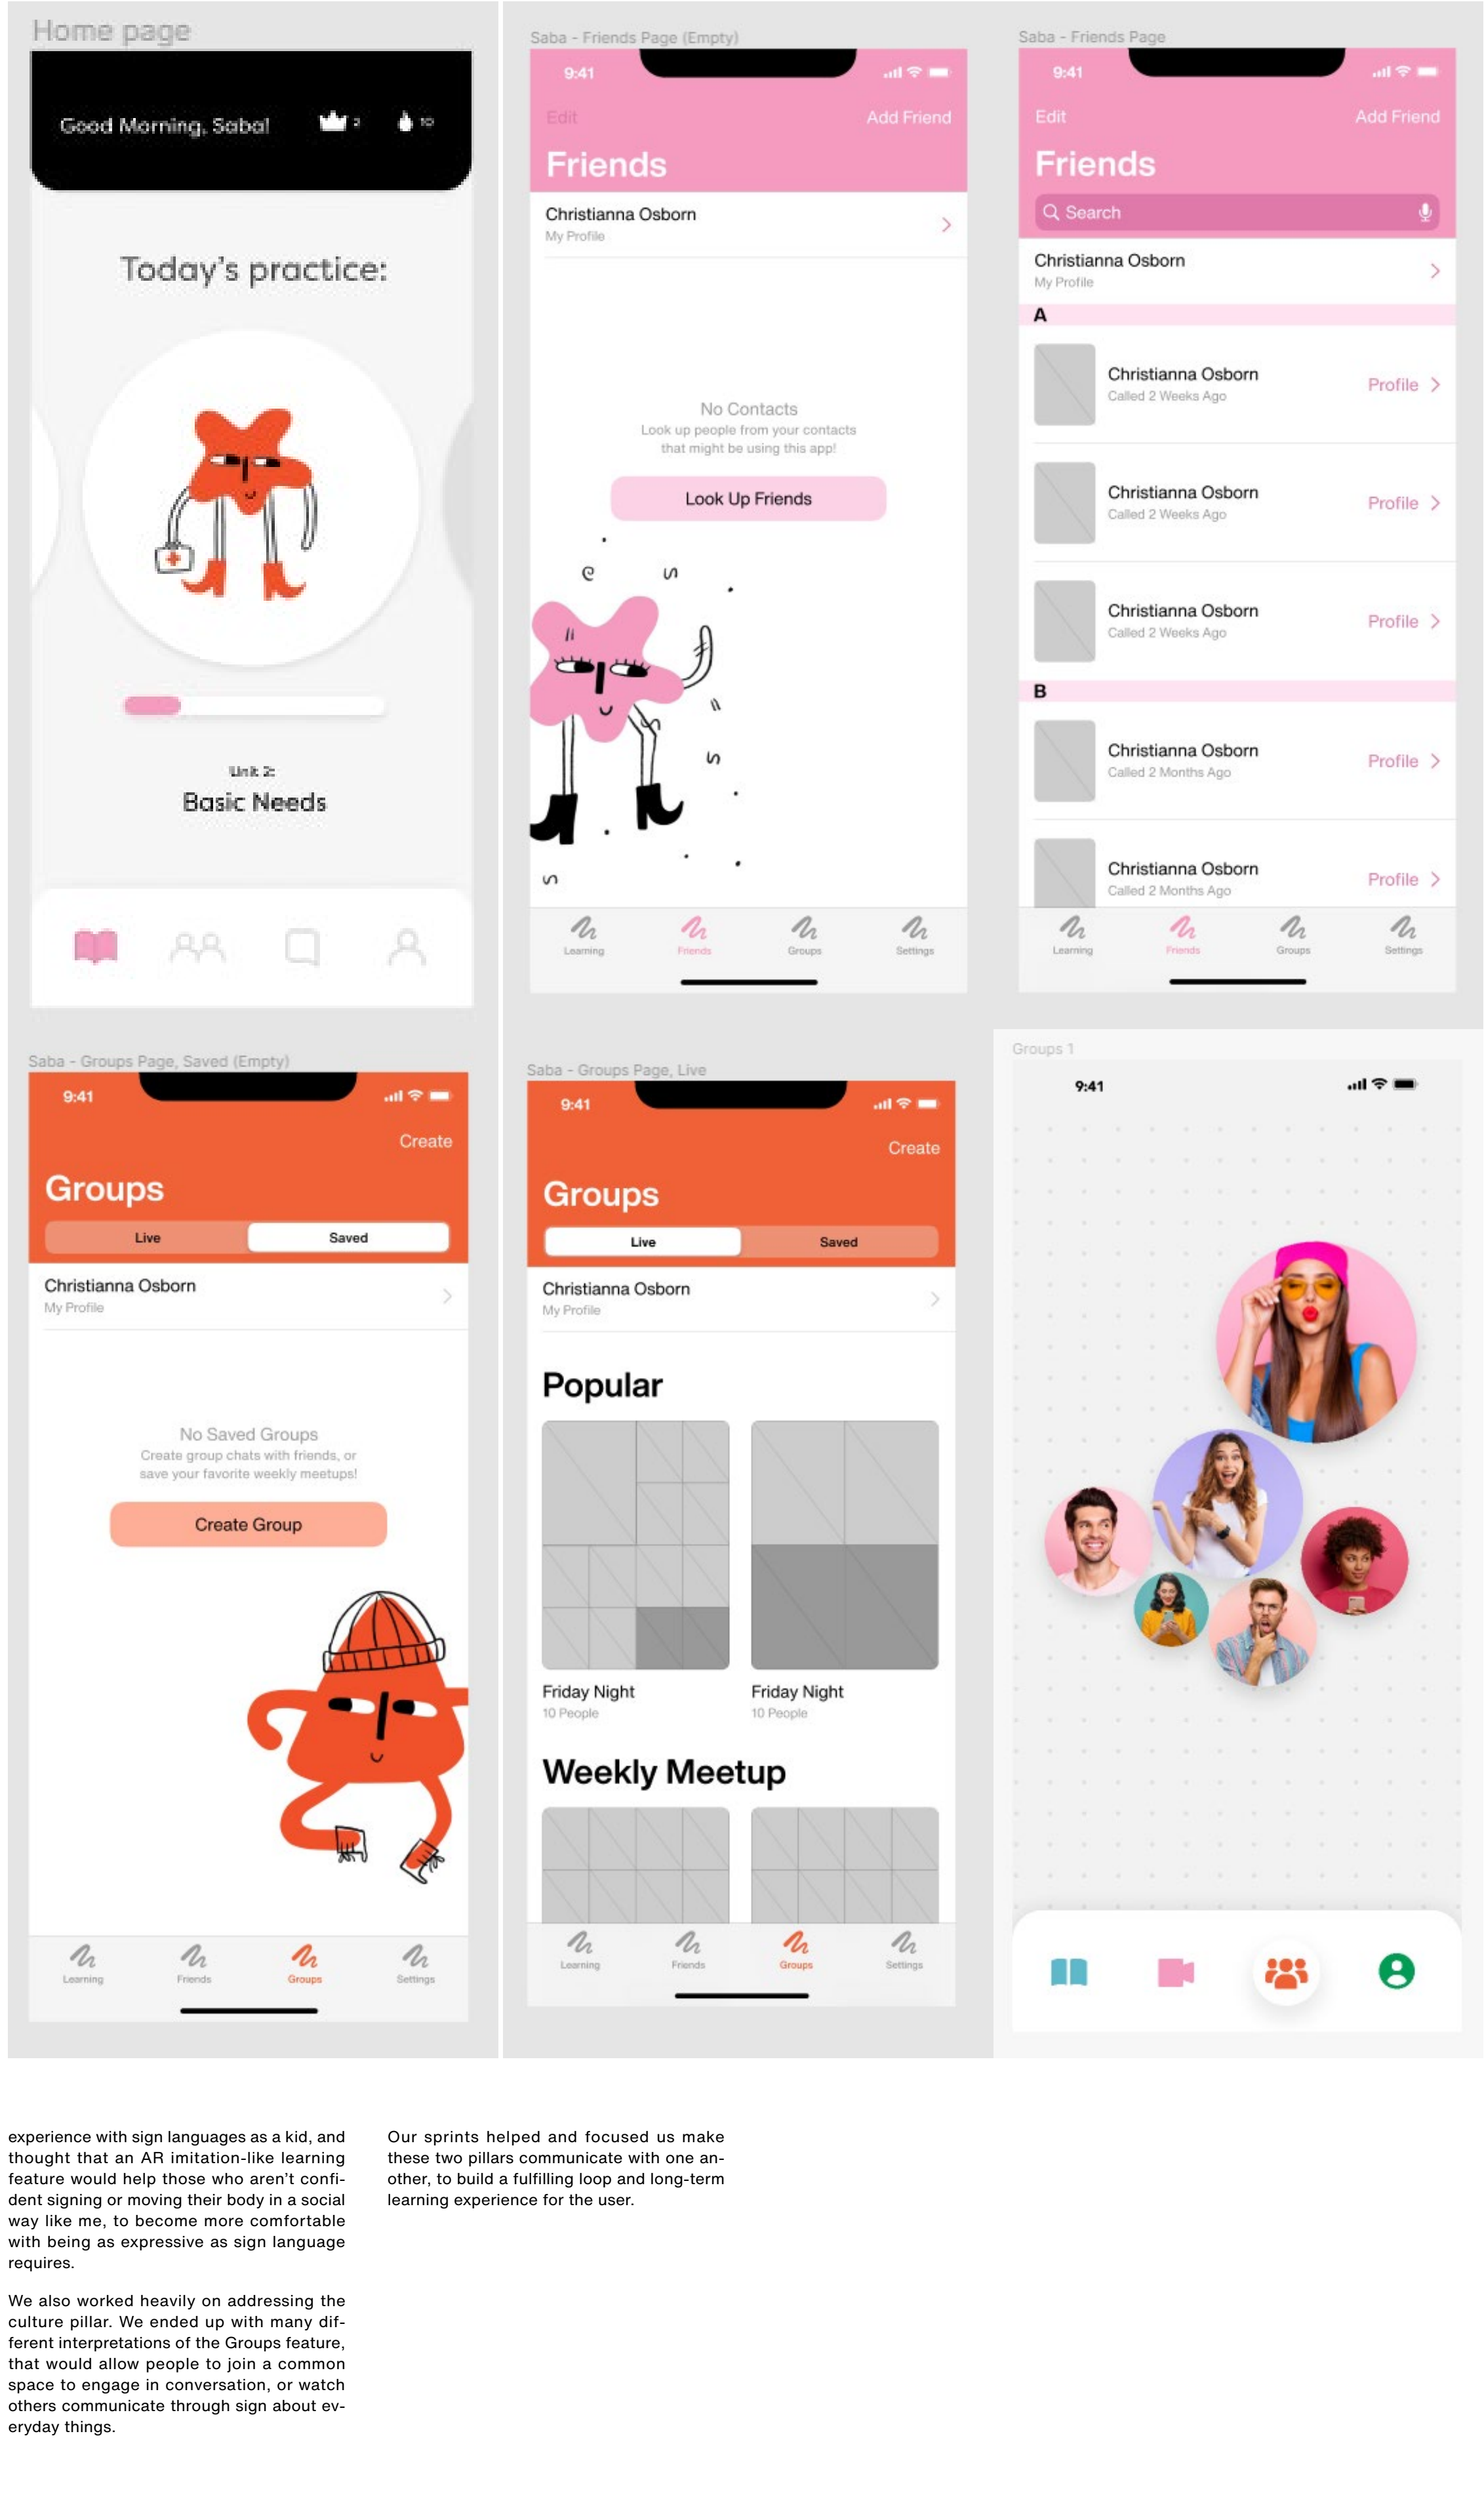 Home page
Good Morning, Saba!
Today's practice:
Unit 2:
Basic Needs
Saba - Friends Page (Empty)
9:41
Edit
Add Friend
Friends
Christianna Osborn
My Profile
No Contacts
Look up people from your contacts
that might be using this app!
Look Up Friends
Learning
Friends
Groups
Settings
Saba - Friends Page
9:41
Edit
Add Friend
Friends
Search
Christianna Osborn
My Profile
A
Christianna Osborn
Called 2 Weeks Ago
Profile
Christianna Osborn
Called 2 Weeks Ago
Profile
Christianna Osborn
Called 2 Weeks Ago
Profile
B
Christianna Osborn
Called 2 Months Ago
Profile
Christianna Osborn
Called 2 Months Ago
Profile
Learning
Friends
Groups
Settings
Saba - Groups Page, Saved (Empty)
9:41
Create
Groups
Live
Saved
Christianna Osborn
My Profile
No Saved Groups
Create group chats with friends, or
save your favorite weekly meetups!
Create Group
Learning
Friends
Groups
Settings
Saba - Groups Page, Live
9:41
Create
Groups
Live
Saved
Christianna Osborn
My Profile
Popular
Friday Night
10 People
Friday Night
10 People
Weekly Meetup
Learning
Friends
Groups
Settings
Groups 1
9:41
experience with sign languages as a kid, and
thought that an AR imitation-like learning
feature would help those who aren't confi-
dent signing or moving their body in a social
way like me, to become more comfortable
with being as expressive as sign language
requires.
We also worked heavily on addressing the
culture pillar. We ended up with many dif-
ferent interpretations of the Groups feature,
that would allow people to join a common
space to engage in conversation, or watch
others communicate through sign about ev-
eryday things.
Our sprints helped and focused us make
these two pillars communicate with one an-
other, to build a fulfilling loop and long-term
learning experience for the user.